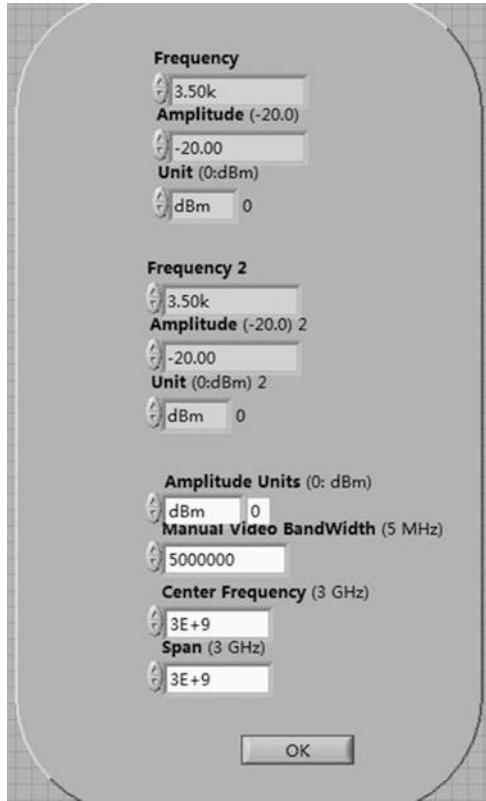 Frequency
3.50k
Amplitude (-20.0)
-20.00
Unit (0:dBm)
dBm 0
Frequency 2
3.50k
Amplitude (-20.0) 2
-20.00
Unit (0:dBm) 2
dBm 0
Amplitude Units (0: dBm)
dBm 0
Manual Video BandWidth (5 MHz)
5000000
Center Frequency (3 GHz)
3E+9
Span (3 GHz)
3E+9
OK